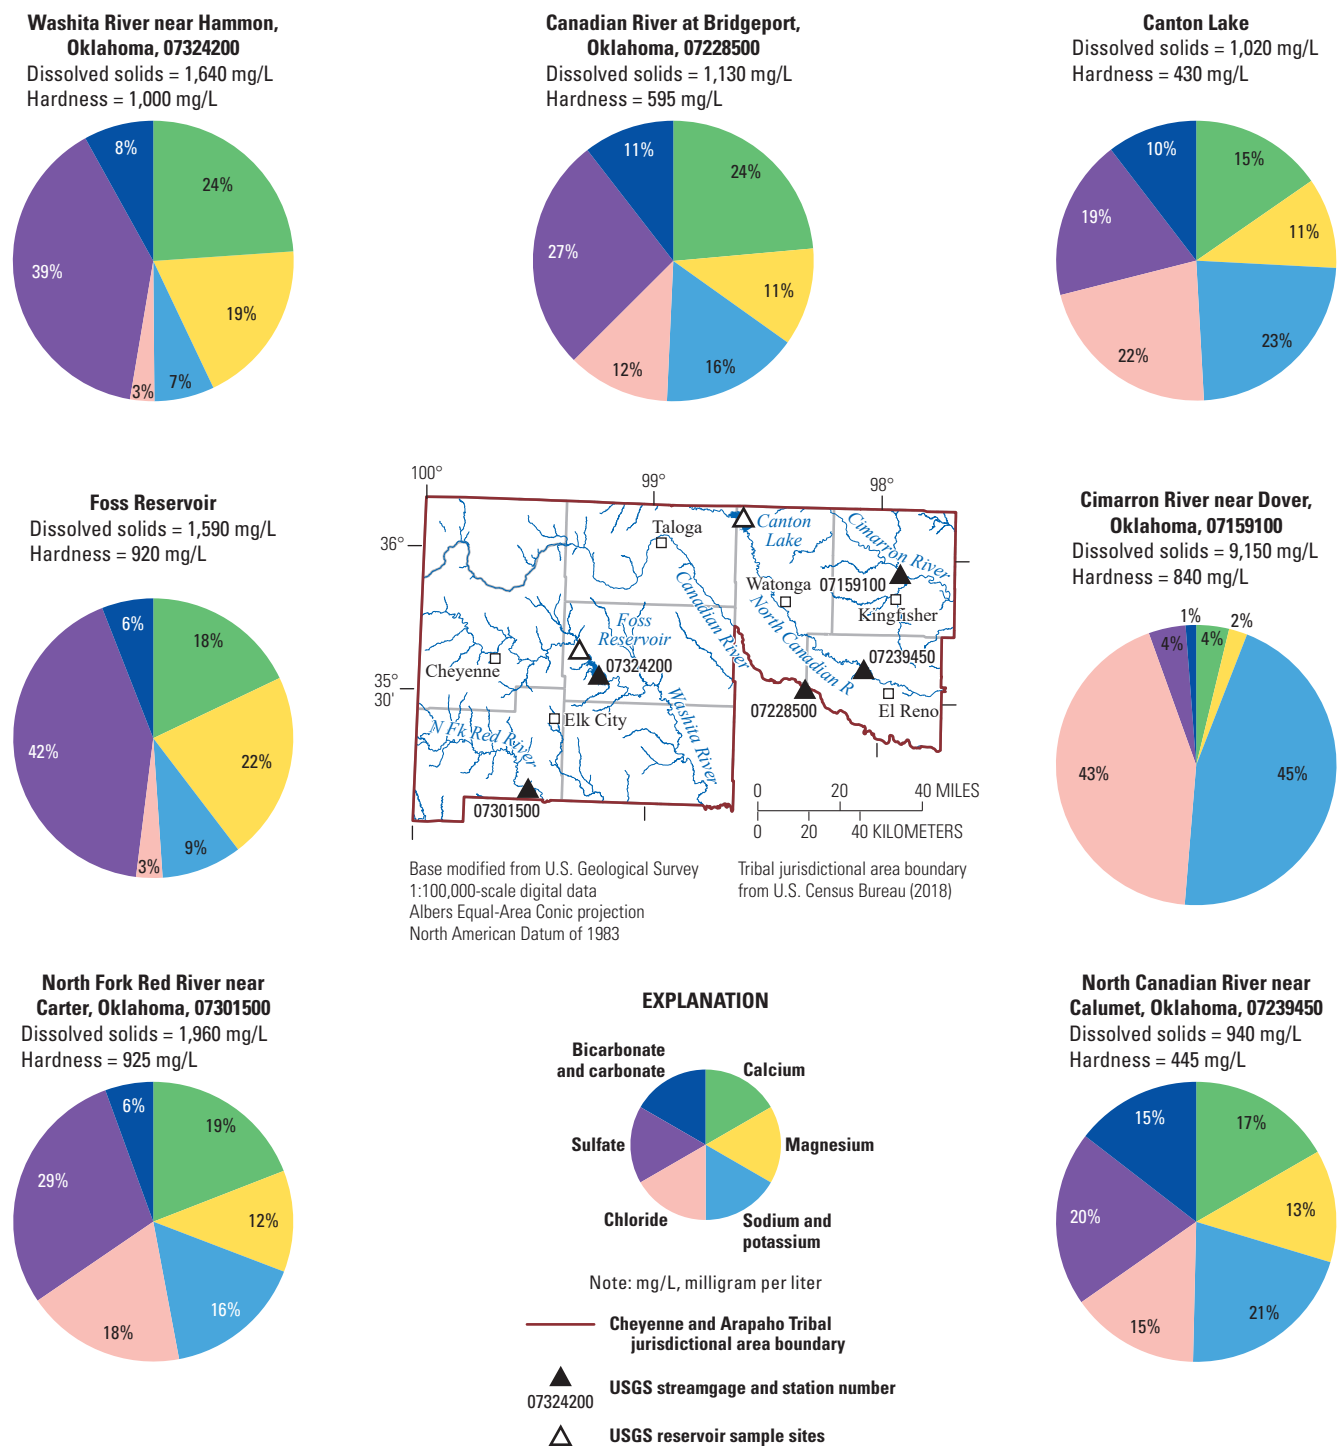 Washita River near Hammon,
Oklahoma, 07324200
Dissolved solids = 1,640 mg/L
Hardness = 1,000 mg/L
8%
24%
39%
19%
3%
7%
Canadian River at Bridgeport,
Oklahoma, 07228500
Dissolved solids = 1,130 mg/L
Hardness = 595 mg/L
11%
24%
27%
11%
12%
16%
Canton Lake
Dissolved solids = 1,020 mg/L
Hardness = 430 mg/L
10%
15%
19%
11%
22%
23%
Foss Reservoir
Dissolved solids = 1,590 mg/L
Hardness = 920 mg/L
6%
18%
42%
22%
3%
9%
100°
99°
98°
36°
35°
30'
Taloga
Canton
Lake
Cimarron River
Watonga
07159100
Kingfisher
Canadian River
North Canadian R
Foss
Reservoir
07324200
Cheyenne
07239450
07228500
El Reno
Elk City
Washita River
N Fk Red River
07301500
0 20 40 MILES
0 20 40 KILOMETERS
Base modified from U.S. Geological Survey
1:100,000-scale digital data
Albers Equal-Area Conic projection
North American Datum of 1983
Tribal jurisdictional area boundary
from U.S. Census Bureau (2018)
Cimarron River near Dover,
Oklahoma, 07159100
Dissolved solids = 9,150 mg/L
Hardness = 840 mg/L
1%
2%
4%
4%
43%
45%
North Fork Red River near
Carter, Oklahoma, 07301500
Dissolved solids = 1,960 mg/L
Hardness = 925 mg/L
6%
19%
29%
12%
18%
16%
EXPLANATION
Bicarbonate
and carbonate
Calcium
Sulfate
Magnesium
Chloride
Sodium and
potassium
Note: mg/L, milligram per liter
Cheyenne and Arapaho Tribal
jurisdictional area boundary
07324200
USGS streamgage and station number
USGS reservoir sample sites
North Canadian River near
Calumet, Oklahoma, 07239450
Dissolved solids = 940 mg/L
Hardness = 445 mg/L
15%
17%
20%
13%
15%
21%